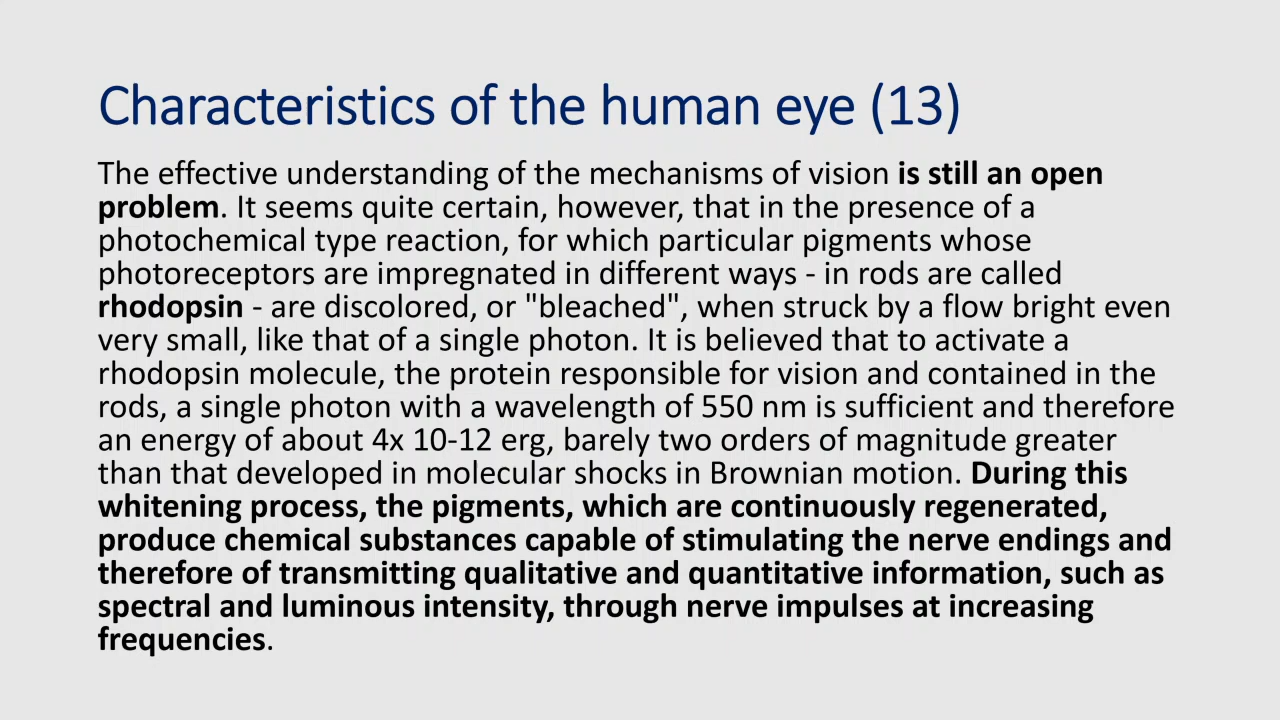 Characteristics of the human eye (13)
The effective understanding of the mechanisms of vision is still an open
problem. It seems quite certain, however, that in the presence of a
photochemical type reaction, for which particular pigments whose
photoreceptors are impregnated in different ways - in rods are called
rhodopsin - are discolored, or "bleached", when struck by a flow bright even
very small, like that of a single photon. It is believed that to activate a
rhodopsin molecule, the protein responsible for vision and contained in the
rods, a single photon with a wavelength of 550 nm is sufficient and therefore
an energy of about 4x 10-12 erg, barely two orders of magnitude greater
than that developed in molecular shocks in Brownian motion. During this
whitening process, the pigments, which are continuously regenerated,
produce chemical substances capable of stimulating the nerve endings and
therefore of transmitting qualitative and quantitative information, such as
spectral and luminous intensity, through nerve impulses at increasing
frequencies.